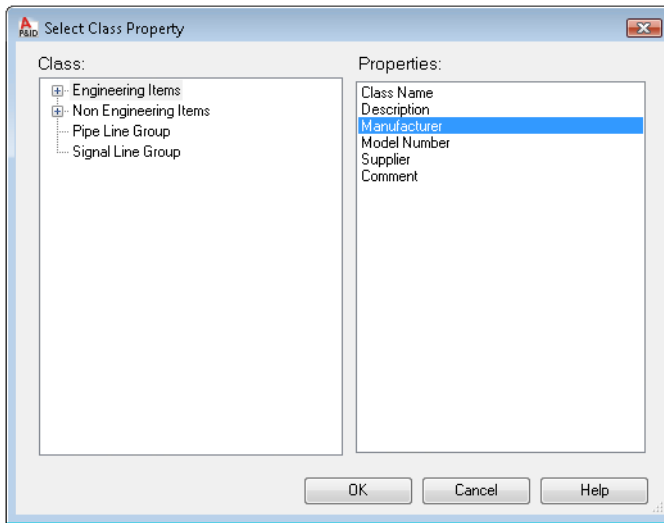 A P&ID Select Class Property
Class:
Engineering Items
Non Engineering Items
Pipe Line Group
Signal Line Group
Properties:
Class Name
Description
Manufacturer
Model Number
Supplier
Comment
OK Cancel Help